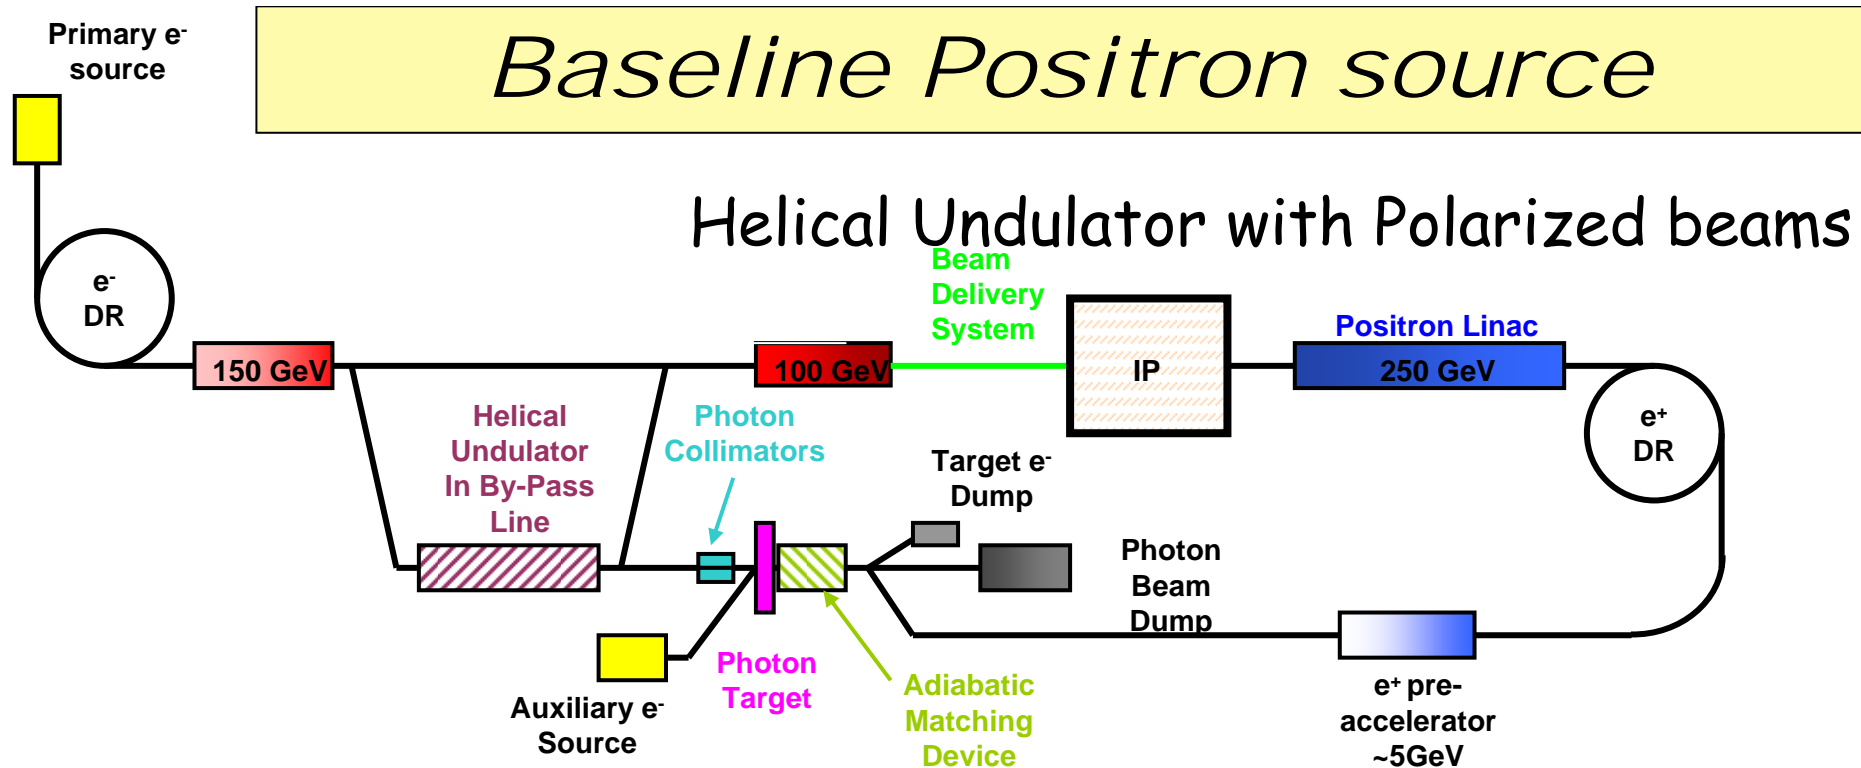 Primary e-
source
Baseline Positron source
Helical Undulator with Polarized beams
e-
DR
150 GeV
100 GeV
Beam
Delivery
System
IP
Positron Linac
250 GeV
e+
DR
Helical
Undulator
In By-Pass
Line
Photon
Collimators
Target e-
Dump
Photon
Beam
Dump
Auxiliary e-
Source
Photon
Target
Adiabatic
Matching
Device
e+ pre-
accelerator
~5GeV